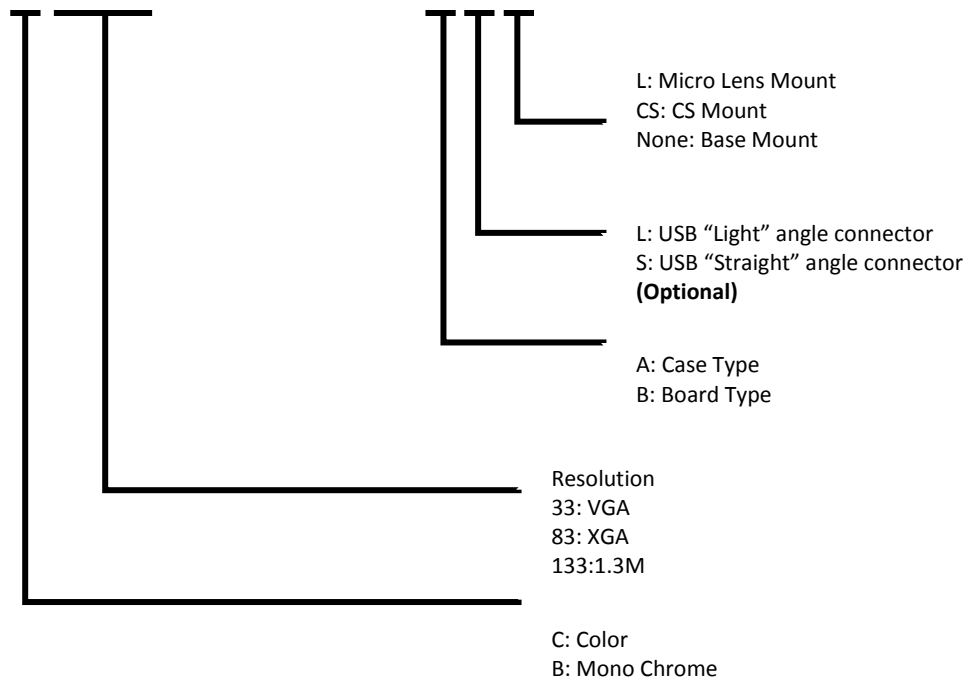 L: Micro Lens Mount
CS: CS Mount
None: Base Mount
L: USB “Light” angle connector
S: USB “Straight” angle connector
(Optional)
A: Case Type
B: Board Type
Resolution
33: VGA
83: XGA
133:1.3M
C: Color
B: Mono Chrome